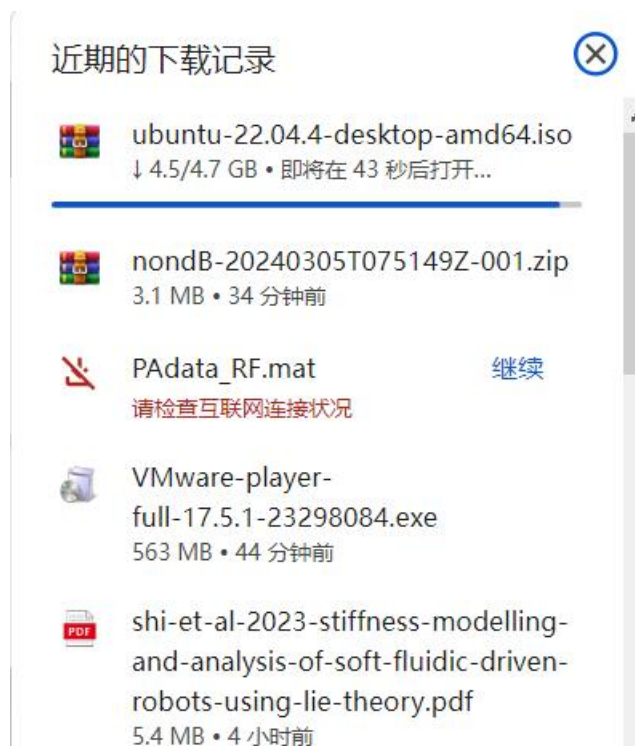 近期的下载记录
ubuntu-22.04.4-desktop-amd64.iso
↓ 4.5/4.7 GB • 即将在 43 秒后打开...
nondB-20240305T075149Z-001.zip
3.1 MB • 34 分钟前
PAdata_RF.mat 继续
请检查互联网连接状况
VMware-player-
full-17.5.1-23298084.exe
563 MB • 44 分钟前
PDF
shi-et-al-2023-stiffness-modelling-
and-analysis-of-soft-fluidic-driven-
robots-using-lie-theory.pdf
5.4 MB • 4 小时前